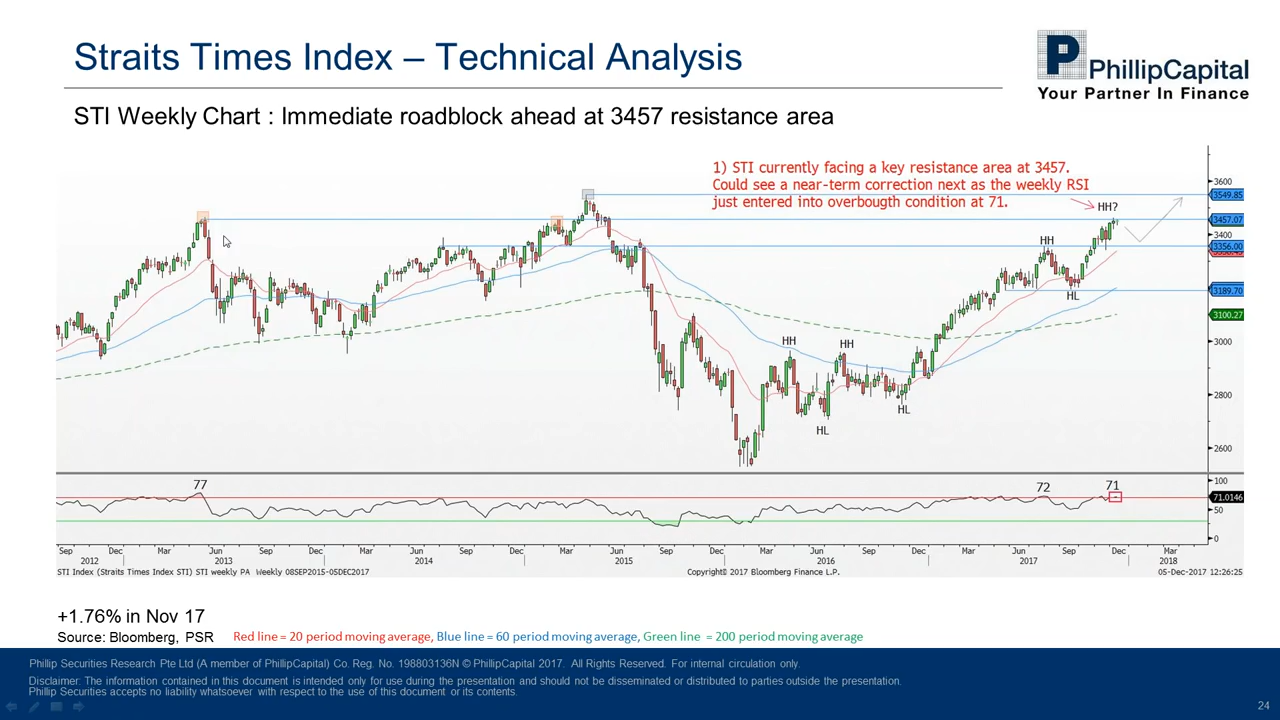 Straits Times Index – Technical Analysis
P
PhillipCapital
Your Partner In Finance
STI Weekly Chart : Immediate roadblock ahead at 3457 resistance area
1) STI currently facing a key resistance area at 3457.
Could see a near-term correction next as the weekly RSI
just entered into overbougth condition at 71.
HH?
HH
HL
HH
HH
HL
HL
3600
3549.85
3457.07
3400
3356.00
3189.70
3100.27
3000
2800
2600
77
72
71
100
71.0146
50
0
Sep Dec Mar Jun Sep Dec Mar Jun Sep Dec Mar Jun Sep Dec Mar Jun Sep Dec Mar Jun Sep Dec Mar
2012 2013 2014 2015 2016 2017 2018
STI Index (Straits Times Index STI) STI weekly PA Weekly 08SEP2015-05DEC2017 Copyright© 2017 Bloomberg Finance L.P. 05-Dec-2017 12:26:25
+1.76% in Nov 17
Source: Bloomberg, PSR Red line = 20 period moving average, Blue line = 60 period moving average, Green line = 200 period moving average
Phillip Securities Research Pte Ltd (A member of PhillipCapital) Co. Reg. No. 198803136N © PhillipCapital 2017. All Rights Reserved. For internal circulation only.
Disclaimer: The information contained in this document is intended only for use during the presentation and should not be disseminated or distributed to parties outside the presentation.
Phillip Securities accepts no liability whatsoever with respect to the use of this document or its contents.
24